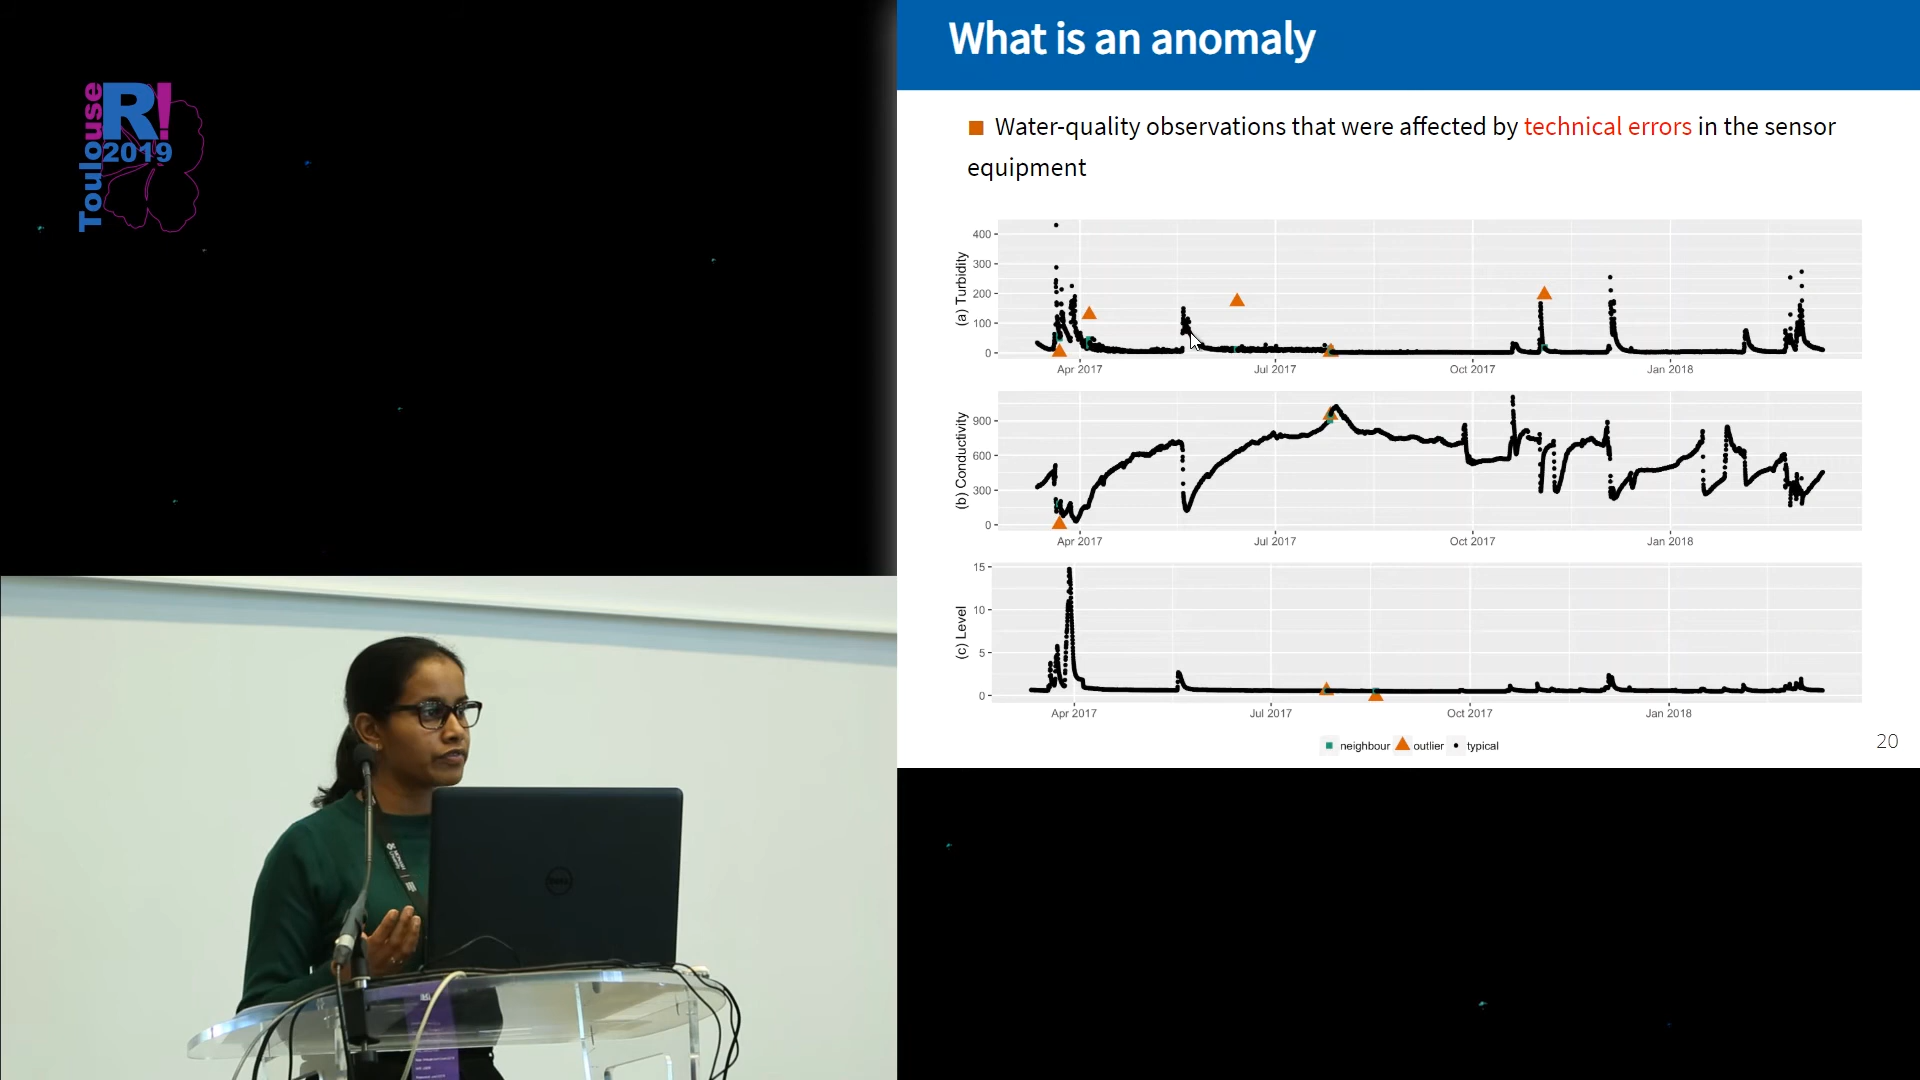 Toulouse
R!
2019
What is an anomaly
Water-quality observations that were affected by technical errors in the sensor
equipment
(a) Turbidity
400
300
200
100
0
Apr 2017
Jul 2017
Oct 2017
Jan 2018
(b) Conductivity
900
600
300
0
Apr 2017
Jul 2017
Oct 2017
Jan 2018
(c) Level
15
10
5
0
Apr 2017
Jul 2017
Oct 2017
Jan 2018
neighbour outlier typical
20
DELL